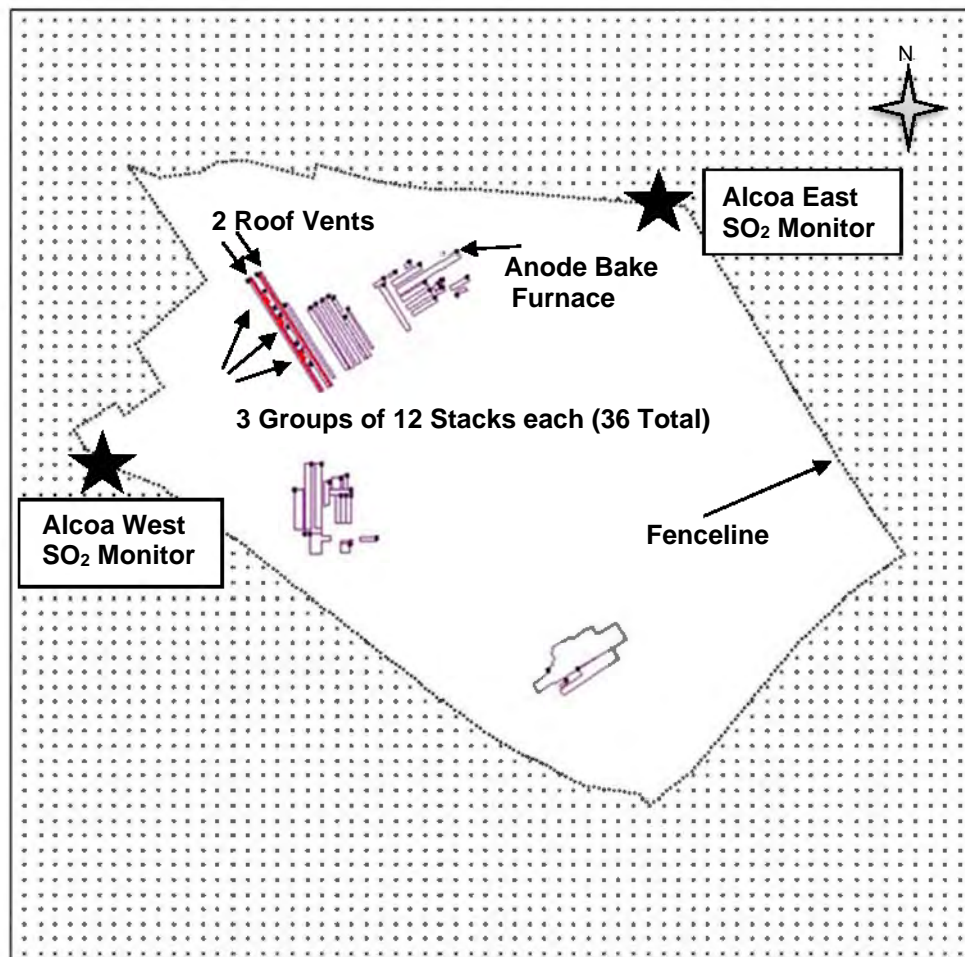 N
Alcoa East
SO₂ Monitor
2 Roof Vents
Anode Bake
Furnace
3 Groups of 12 Stacks each (36 Total)
Alcoa West
SO₂ Monitor
Fenceline